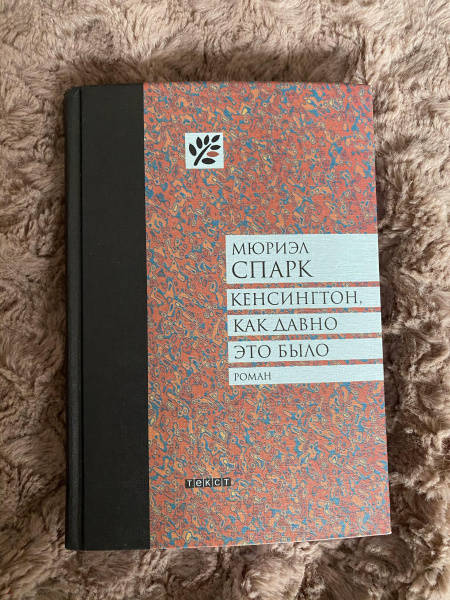 МЮРИЭЛ
СПАРК
КЕНСИНГТОН,
КАК ДАВНО
ЭТО БЫЛО
РОМАН
текст